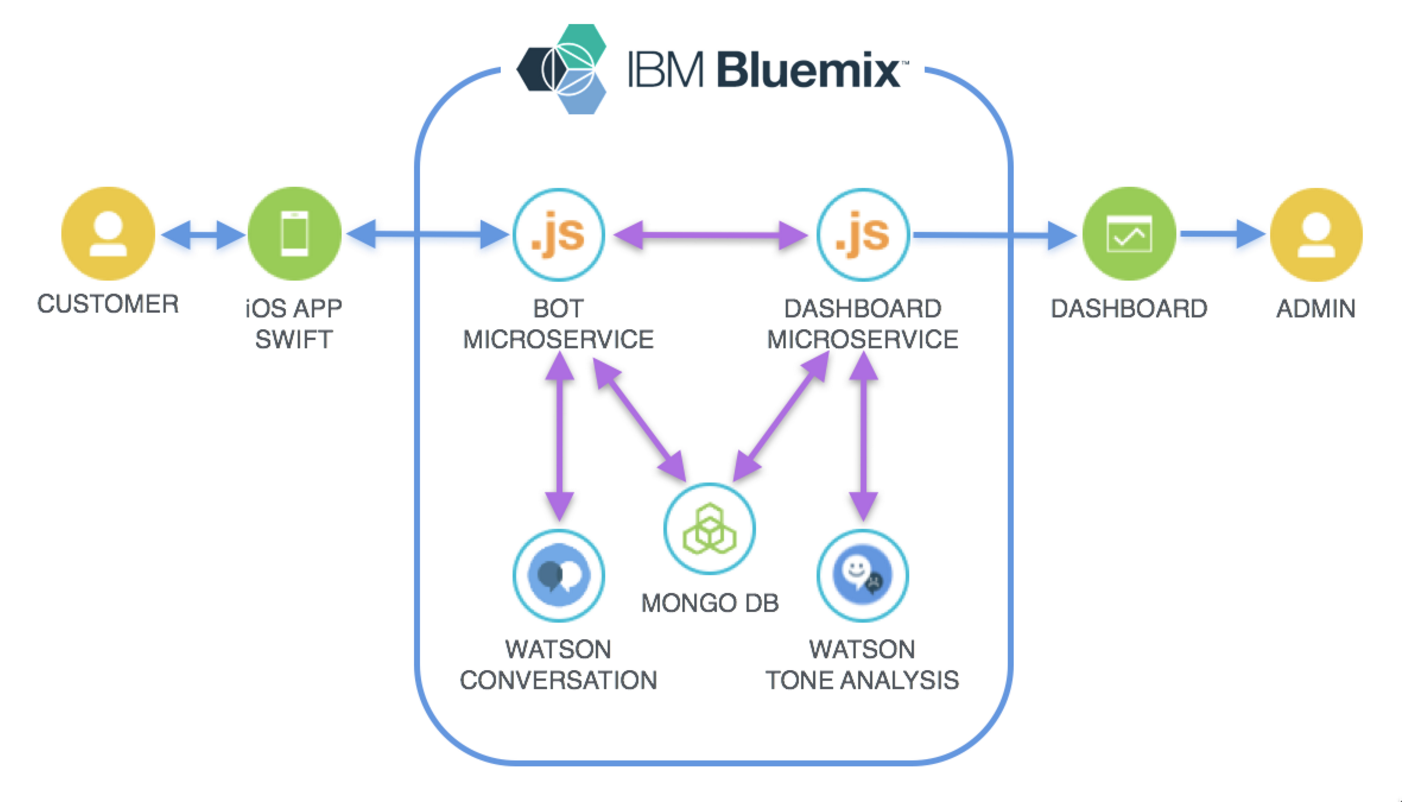 IBM Bluemix™
.js
.js
CUSTOMER
iOS APP
SWIFT
BOT
MICROSERVICE
DASHBOARD
MICROSERVICE
DASHBOARD
ADMIN
MONGO DB
WATSON
CONVERSATION
WATSON
TONE ANALYSIS